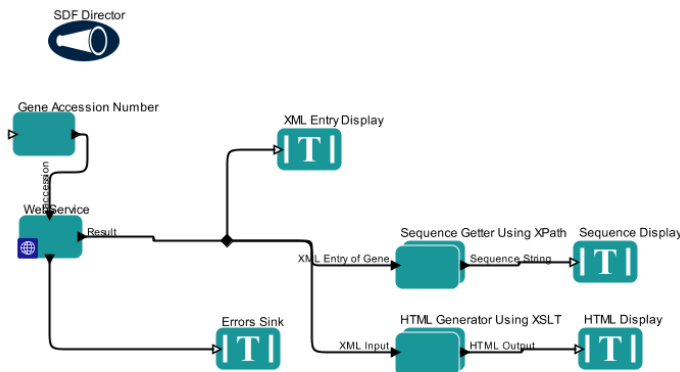 SDF Director
Gene Accession Number
XML Entry Display
T
accession
WebService
Result
Sequence Getter Using XPath
Sequence Display
XML Entry of Gene
Sequence String
T
Errors Sink
T
HTML Generator Using XSLT
HTML Display
XML Input
HTML Output
T